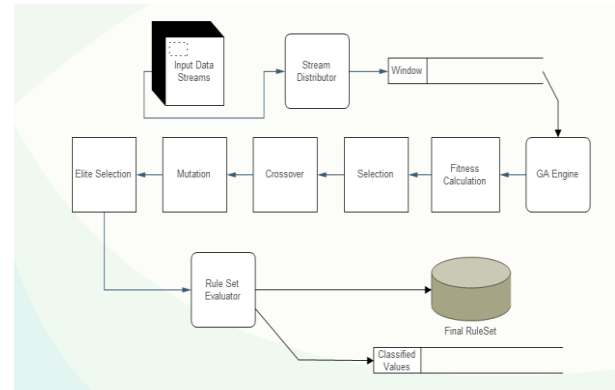 Input Data
Streams
Stream
Distributor
Window
Elite Selection
Mutation
Crossover
Selection
Fitness
Calculation
GA Engine
Rule Set
Evaluator
Final RuleSet
Classified
Values